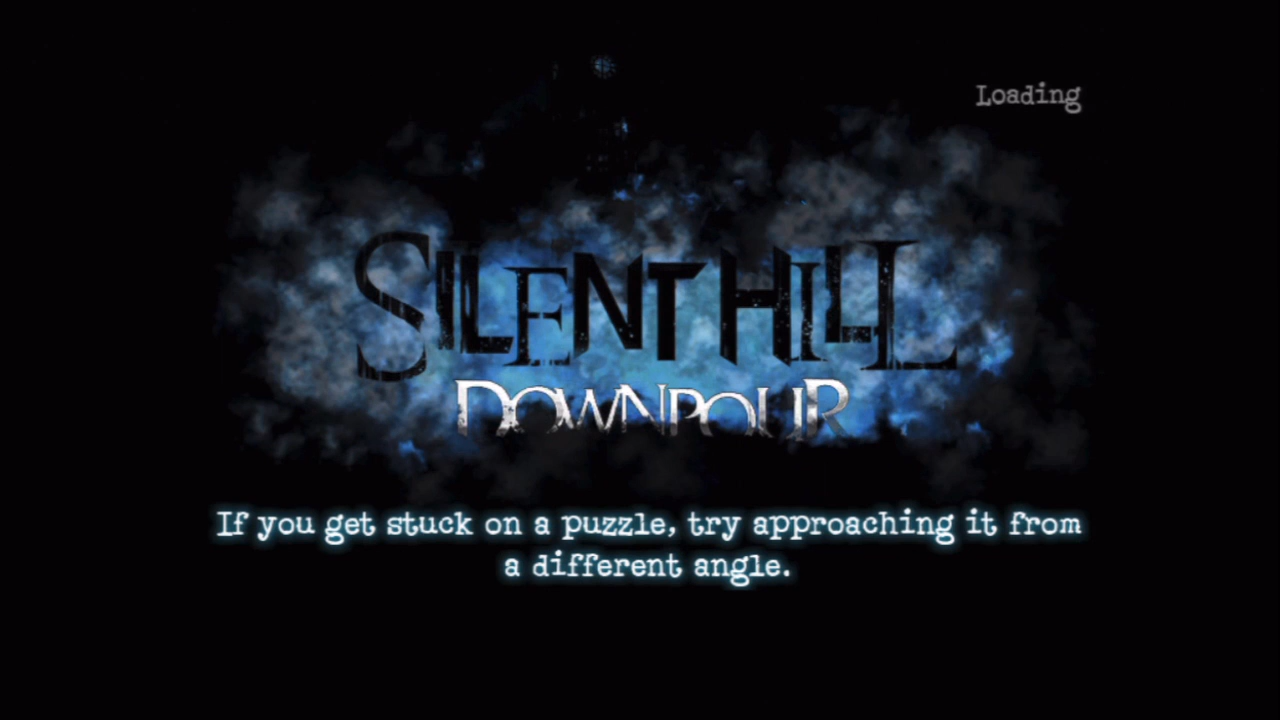 Loading
SILENT HILL
DOWNPOUR
If you get stuck on a puzzle, try approaching it from
a different angle.